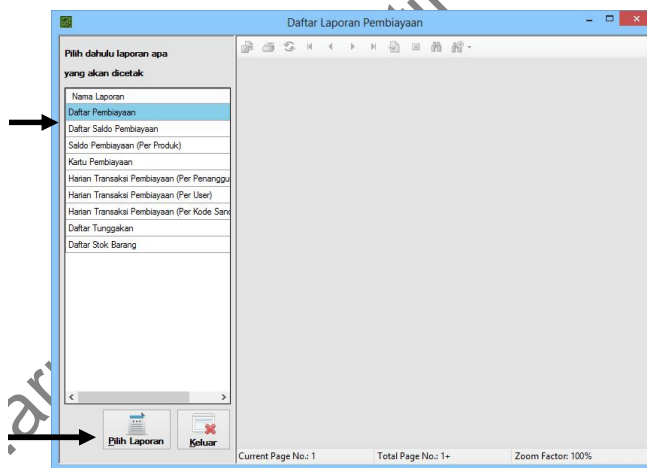 Daftar Laporan Pembiayaan
Pilih dahulu laporan apa
yang akan dicetak
Nama Laporan
Daftar Pembiayaan
Daftar Saldo Pembiayaan
Saldo Pembiayaan (Per Produk)
Kartu Pembiayaan
Harian Transaksi Pembiayaan (Per Penanggu
Harian Transaksi Pembiayaan (Per User)
Harian Transaksi Pembiayaan (Per Kode Sand
Daftar Tunggakan
Daftar Stok Barang
Pilih Laporan
Keluar
Current Page No.: 1 Total Page No.: 1+ Zoom Factor: 100%